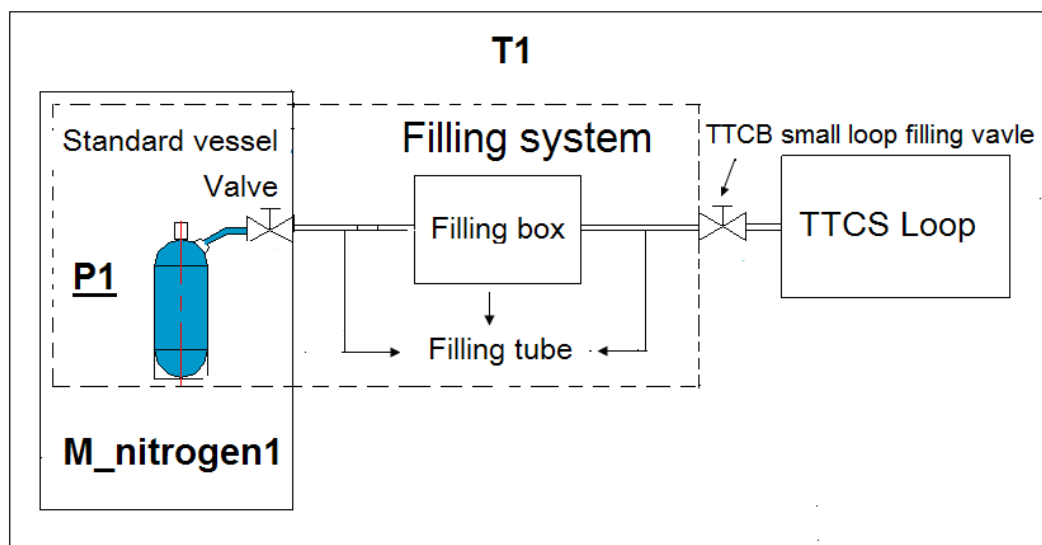 T1
Standard vessel
Filling system
TTCB small loop filling vavle
Valve
Filling box
TTCS Loop
P1
Filling tube
M_nitrogen1